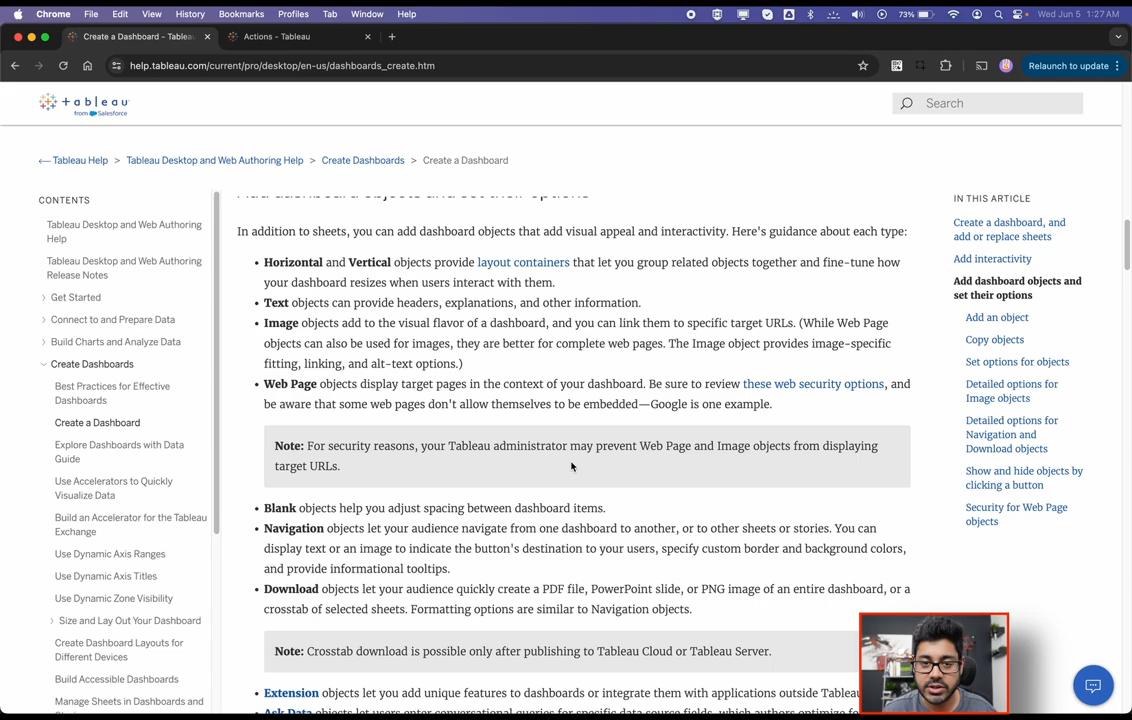 Chrome File Edit View History Bookmarks Profiles Tab Window Help 73% Wed Jun 5 1:27 AM
Create a Dashboard - Tableau Actions - Tableau
help.tableau.com/current/pro/desktop/en-us/dashboards_create.htm Relaunch to update
tableau
from Salesforce
Search
Tableau Help > Tableau Desktop and Web Authoring Help > Create Dashboards > Create a Dashboard
CONTENTS
Tableau Desktop and Web Authoring
Help
Tableau Desktop and Web Authoring
Release Notes
Get Started
Connect to and Prepare Data
Build Charts and Analyze Data
Create Dashboards
Best Practices for Effective
Dashboards
Create a Dashboard
Explore Dashboards with Data
Guide
Use Accelerators to Quickly
Visualize Data
Build an Accelerator for the Tableau
Exchange
Use Dynamic Axis Ranges
Use Dynamic Axis Titles
Use Dynamic Zone Visibility
Size and Lay Out Your Dashboard
Create Dashboard Layouts for
Different Devices
Build Accessible Dashboards
Manage Sheets in Dashboards and
Add dashboard objects and set their options
In addition to sheets, you can add dashboard objects that add visual appeal and interactivity. Here's guidance about each type:
• Horizontal and Vertical objects provide layout containers that let you group related objects together and fine-tune how
your dashboard resizes when users interact with them.
• Text objects can provide headers, explanations, and other information.
• Image objects add to the visual flavor of a dashboard, and you can link them to specific target URLs. (While Web Page
objects can also be used for images, they are better for complete web pages. The Image object provides image-specific
fitting, linking, and alt-text options.)
• Web Page objects display target pages in the context of your dashboard. Be sure to review these web security options, and
be aware that some web pages don't allow themselves to be embedded—Google is one example.
Note: For security reasons, your Tableau administrator may prevent Web Page and Image objects from displaying
target URLs.
• Blank objects help you adjust spacing between dashboard items.
• Navigation objects let your audience navigate from one dashboard to another, or to other sheets or stories. You can
display text or an image to indicate the button's destination to your users, specify custom border and background colors,
and provide informational tooltips.
• Download objects let your audience quickly create a PDF file, PowerPoint slide, or PNG image of an entire dashboard, or a
crosstab of selected sheets. Formatting options are similar to Navigation objects.
Note: Crosstab download is possible only after publishing to Tableau Cloud or Tableau Server.
• Extension objects let you add unique features to dashboards or integrate them with applications outside Tableau
• Ask Data objects let users enter conversational queries for specific data source fields, which authors optimize
IN THIS ARTICLE
Create a dashboard, and
add or replace sheets
Add interactivity
Add dashboard objects and
set their options
Add an object
Copy objects
Set options for objects
Detailed options for
Image objects
Detailed options for
Navigation and
Download objects
Show and hide objects by
clicking a button
Security for Web Page
objects